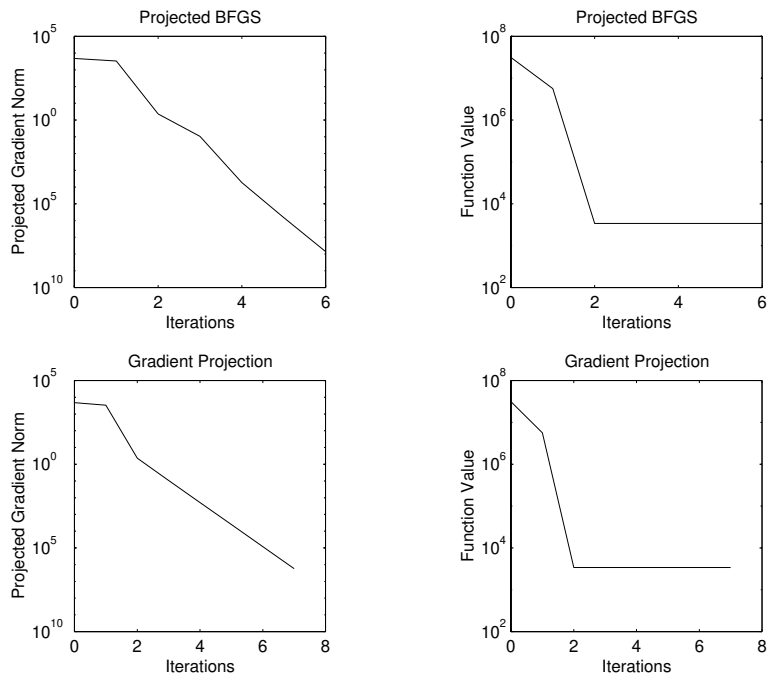 Projected BFGS
10^5
10^0
10^5
10^10
Projected Gradient Norm
0 2 4 6
Iterations
Projected BFGS
10^8
10^6
10^4
10^2
Function Value
0 2 4 6
Iterations
Gradient Projection
10^5
10^0
10^5
10^10
Projected Gradient Norm
0 2 4 6 8
Iterations
Gradient Projection
10^8
10^6
10^4
10^2
Function Value
0 2 4 6 8
Iterations